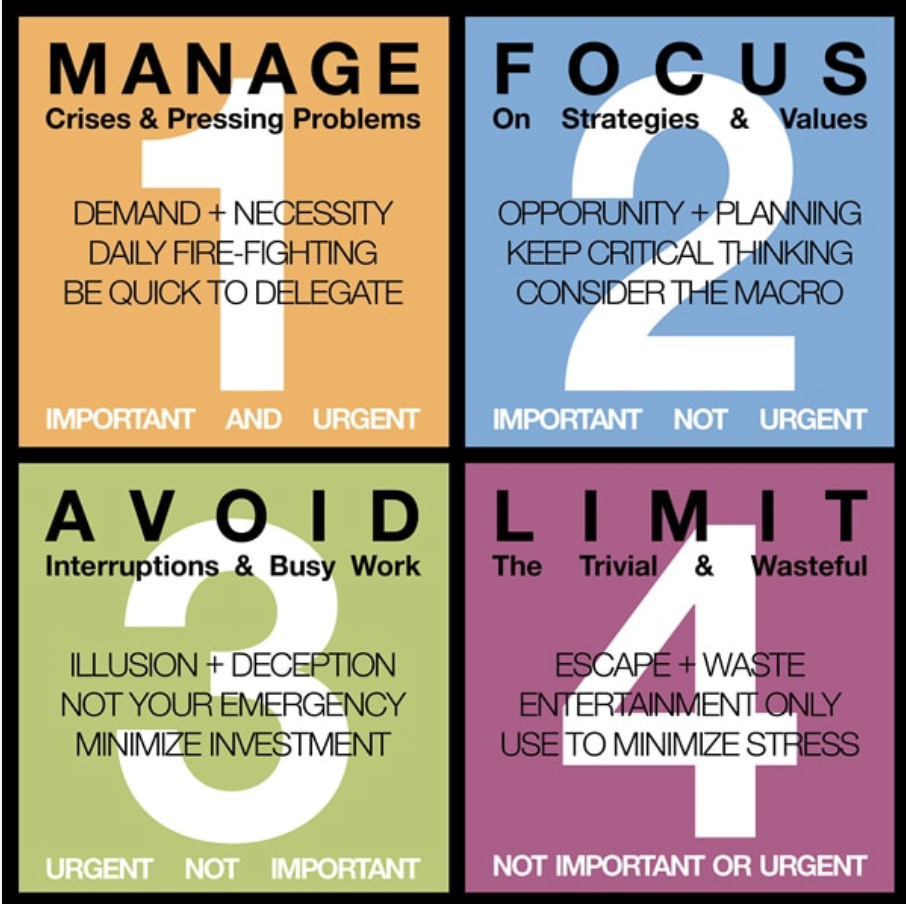 MANAGE
Crises & Pressing Problems
1
DEMAND + NECESSITY
DAILY FIRE-FIGHTING
BE QUICK TO DELEGATE
IMPORTANT AND URGENT
FOCUS
On Strategies & Values
2
OPPORUNITY + PLANNING
KEEP CRITICAL THINKING
CONSIDER THE MACRO
IMPORTANT NOT URGENT
AVOID
Interruptions & Busy Work
3
ILLUSION + DECEPTION
NOT YOUR EMERGENCY
MINIMIZE INVESTMENT
URGENT NOT IMPORTANT
LIMIT
The Trivial & Wasteful
4
ESCAPE + WASTE
ENTERTAINMENT ONLY
USE TO MINIMIZE STRESS
NOT IMPORTANT OR URGENT